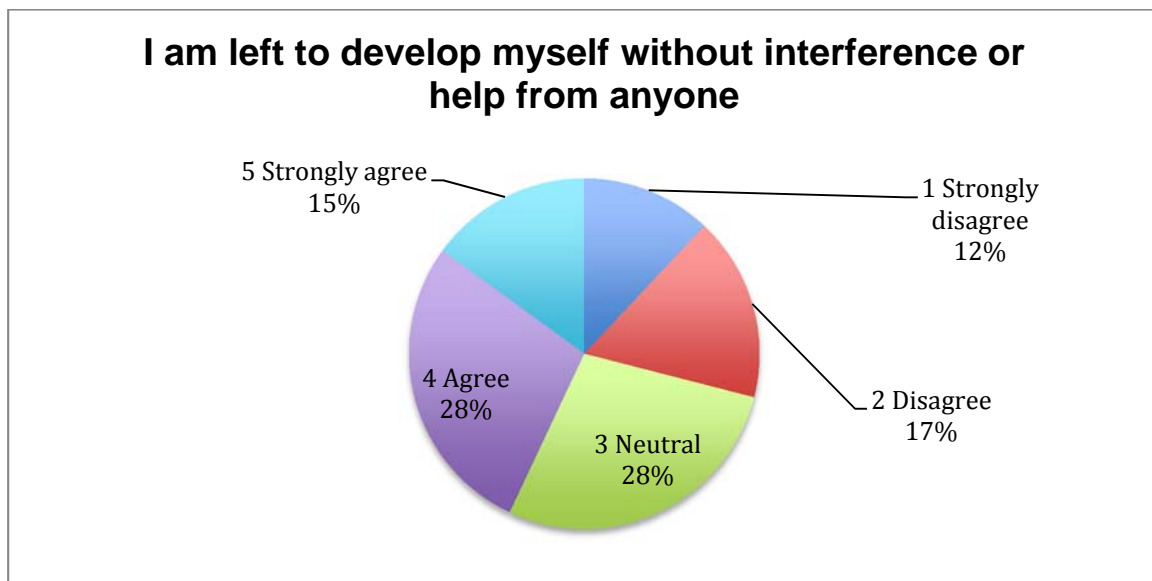 I am left to develop myself without interference or
help from anyone
5 Strongly agree
15%
1 Strongly
disagree
12%
4 Agree
28%
3 Neutral
28%
2 Disagree
17%